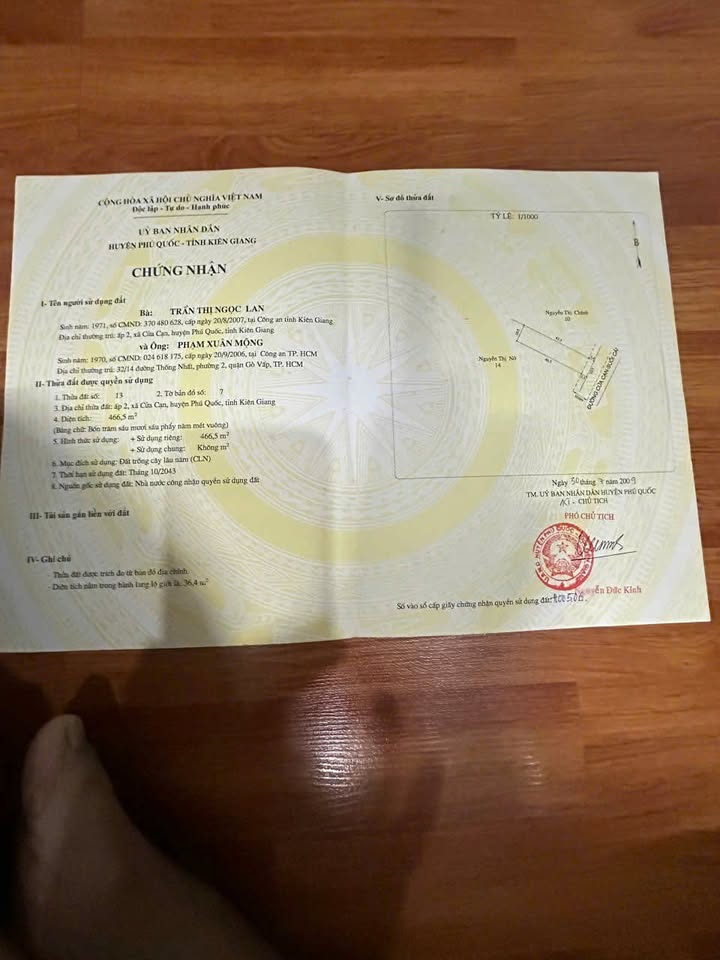 CỘNG HÒA XÃ HỘI CHỦ NGHĨA VIỆT NAM
Độc lập - Tự do - Hạnh phúc
UỶ BAN NHÂN DÂN
HUYỆN PHÚ QUỐC - TỈNH KIÊN GIANG
CHỨNG NHẬN
I- Tên người sử dụng đất
Bà: TRẦN THỊ NGỌC LAN
Sinh năm: 1971, số CMND: 370 480 628, cấp ngày 20/8/2007, tại Công an tỉnh Kiên Giang
Địa chỉ thường trú: ấp 2, xã Cửa Cạn, huyện Phú Quốc, tỉnh Kiên Giang
và Ông: PHẠM XUÂN MỘNG
Sinh năm: 1970, số CMND: 024 618 175, cấp ngày 20/9/2006, tại Công an TP. HCM
Địa chỉ thường trú: 32/14 đường Thống Nhất, phường 2, quận Gò Vấp, TP. HCM
II- Thửa đất được quyền sử dụng
1. Thửa đất số: 13 2. Tờ bản đồ số: 7
3. Địa chỉ thửa đất: ấp 2, xã Cửa Cạn, huyện Phú Quốc, tỉnh Kiên Giang
4. Diện tích: 466,5 m²
(Bằng chữ: Bốn trăm sáu mươi sáu phẩy năm mét vuông)
5. Hình thức sử dụng: + Sử dụng riêng: 466,5 m²
+ Sử dụng chung: Không m²
6. Mục đích sử dụng: Đất trồng cây lâu năm (CLN)
7. Thời hạn sử dụng đất: Tháng 10/2043
8. Nguồn gốc sử dụng đất: Nhà nước công nhận quyền sử dụng đất
III- Tài sản gắn liền với đất
IV- Ghi chú
- Thửa đất được trích đo từ bản đồ địa chính.
- Diện tích nằm trong hành lang lộ giới là: 36,4 m²
V- Sơ đồ thửa đất
TỶ LỆ: 1/1000
B
Nguyễn Thị Chính
Nguyễn Thị Nở
14
ĐƯỜNG CỬA CẠN-SUỐI CÁI
Ngày 30 tháng 3 năm 2009
TM. UỶ BAN NHÂN DÂN HUYỆN PHÚ QUỐC
KT - CHỦ TỊCH
PHÓ CHỦ TỊCH
Nguyễn Đức Kỉnh
Số vào sổ cấp giấy chứng nhận quyền sử dụng đất: